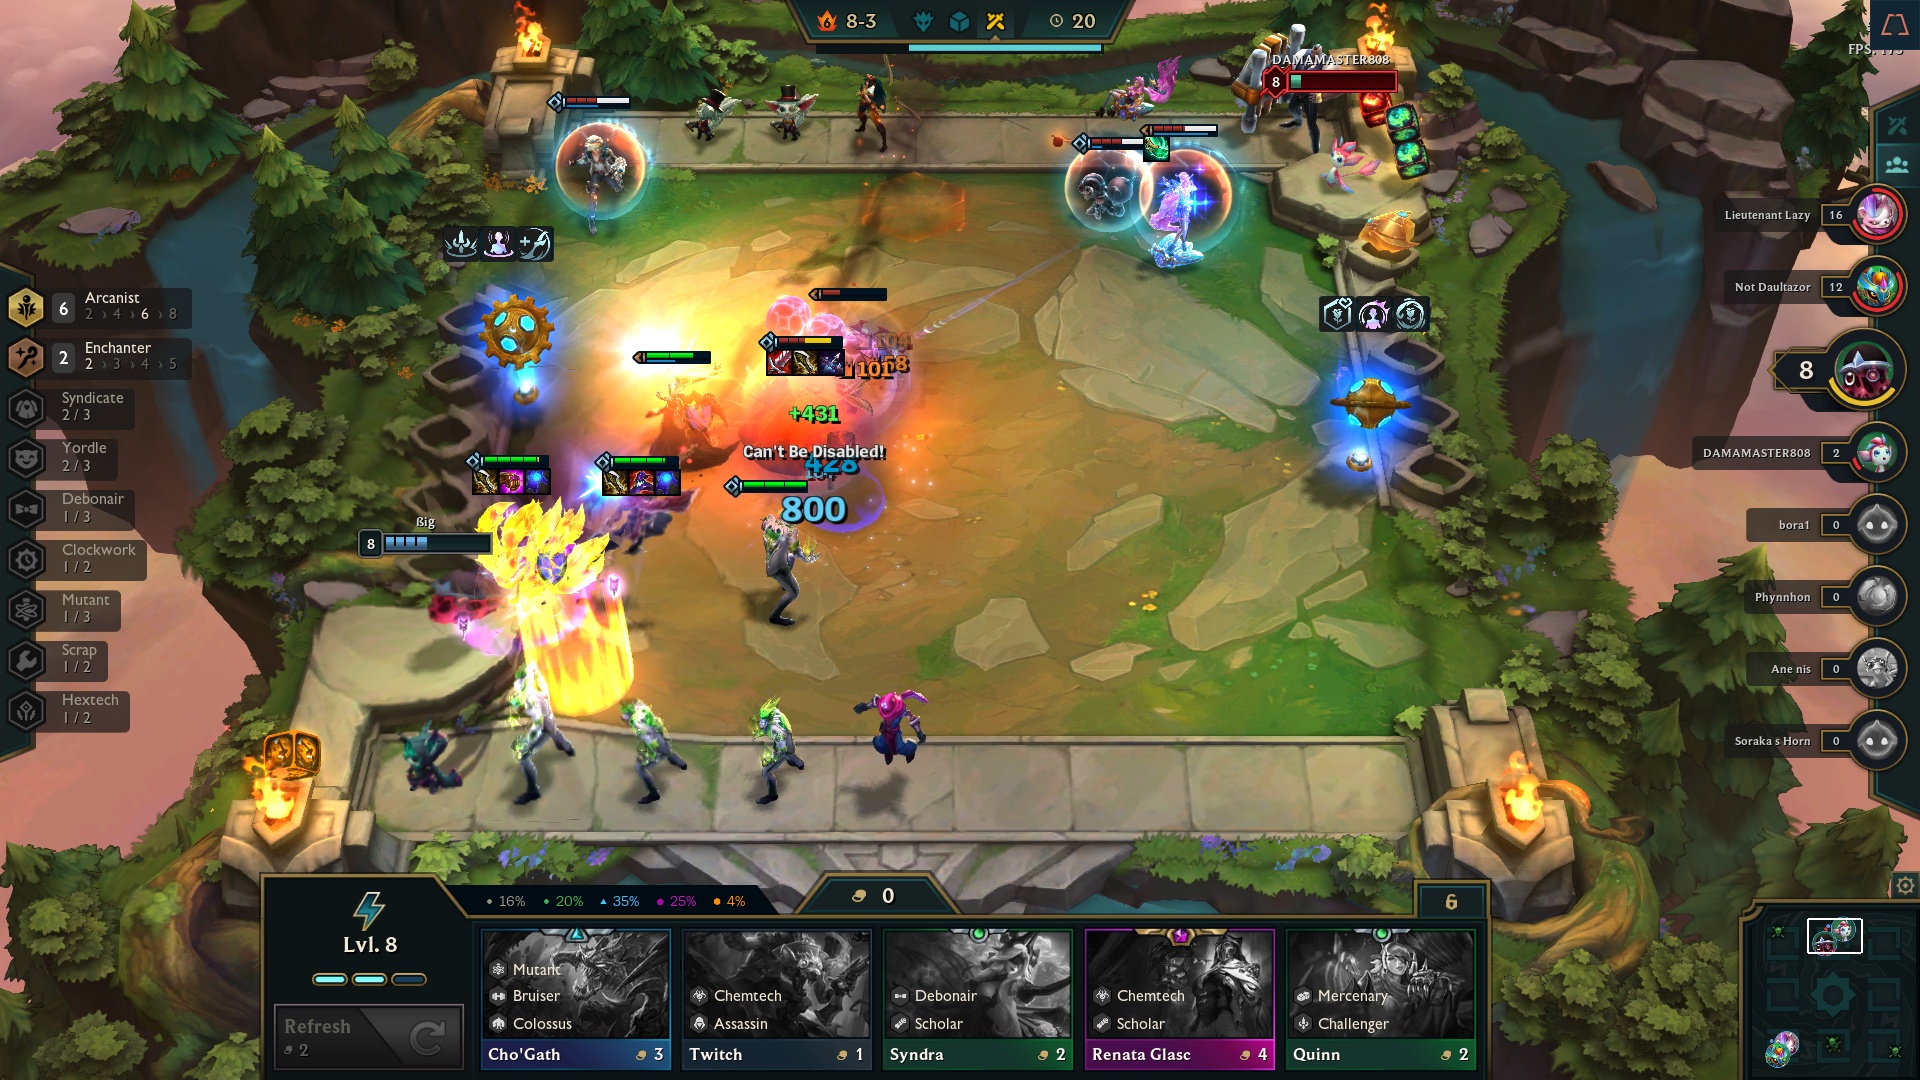 8-3
20
DAMAMASTER808
8
FPS: 173
Lieutenant Lazy
16
Not Daultazor
12
8
DAMAMASTER808
2
bora1
0
Phynnhon
0
Ane nis
0
Soraka s Horn
0
6
Arcanist
2 › 4 › 6 › 8
2
Enchanter
2 › 3 › 4 › 5
Syndicate
2 / 3
Yordle
2 / 3
Debonair
1 / 3
Clockwork
1 / 2
Mutant
1 / 3
Scrap
1 / 2
Hextech
1 / 2
+431
Can't Be Disabled!
428
800
ßig
8
16%
20%
35%
25%
4%
0
6
Lvl. 8
Refresh
2
Mutant
Bruiser
Colossus
Cho'Gath
3
Chemtech
Assassin
Twitch
1
Debonair
Scholar
Syndra
2
Chemtech
Scholar
Renata Glasc
4
Mercenary
Challenger
Quinn
2